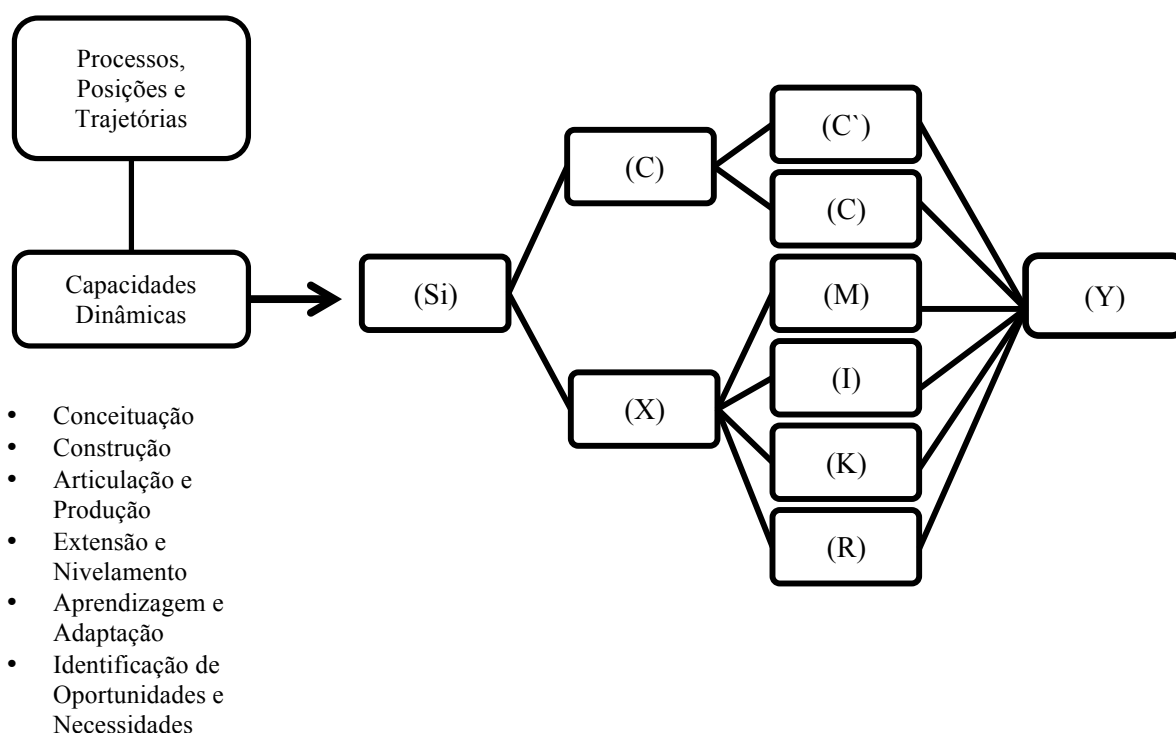 Processos,
Posições e
Trajetórias
Capacidades
Dinâmicas
• Conceituação
• Construção
• Articulação e
Produção
• Extensão e
Nivelamento
• Aprendizagem e
Adaptação
• Identificação de
Oportunidades e
Necessidades
(Si)
(C)
(X)
(C`)
(C)
(M)
(I)
(K)
(R)
(Y)